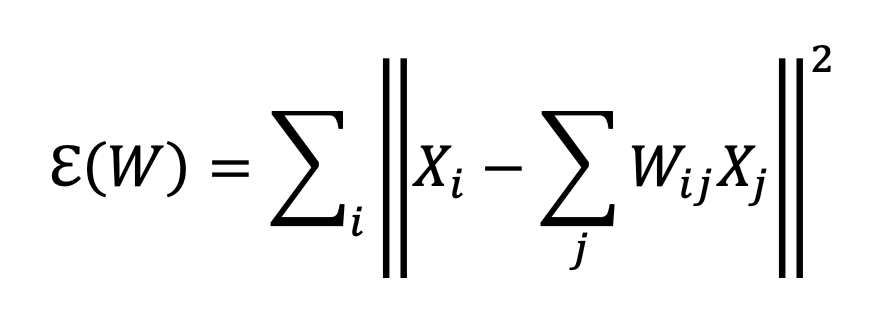 Ɛ(W) = ∑ᵢ ‖Xᵢ − ∑ⱼ WᵢⱼXⱼ‖²